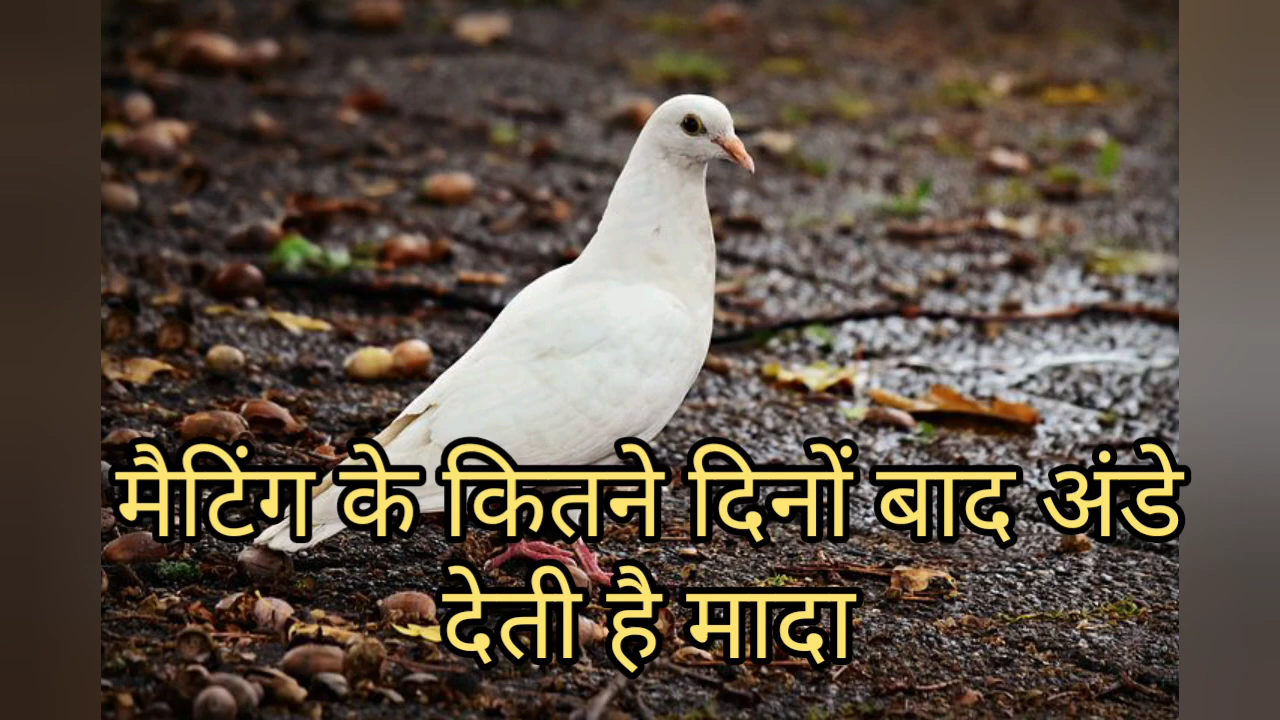 मैटिंग के कितने दिनों बाद अंडे
देती है मादा